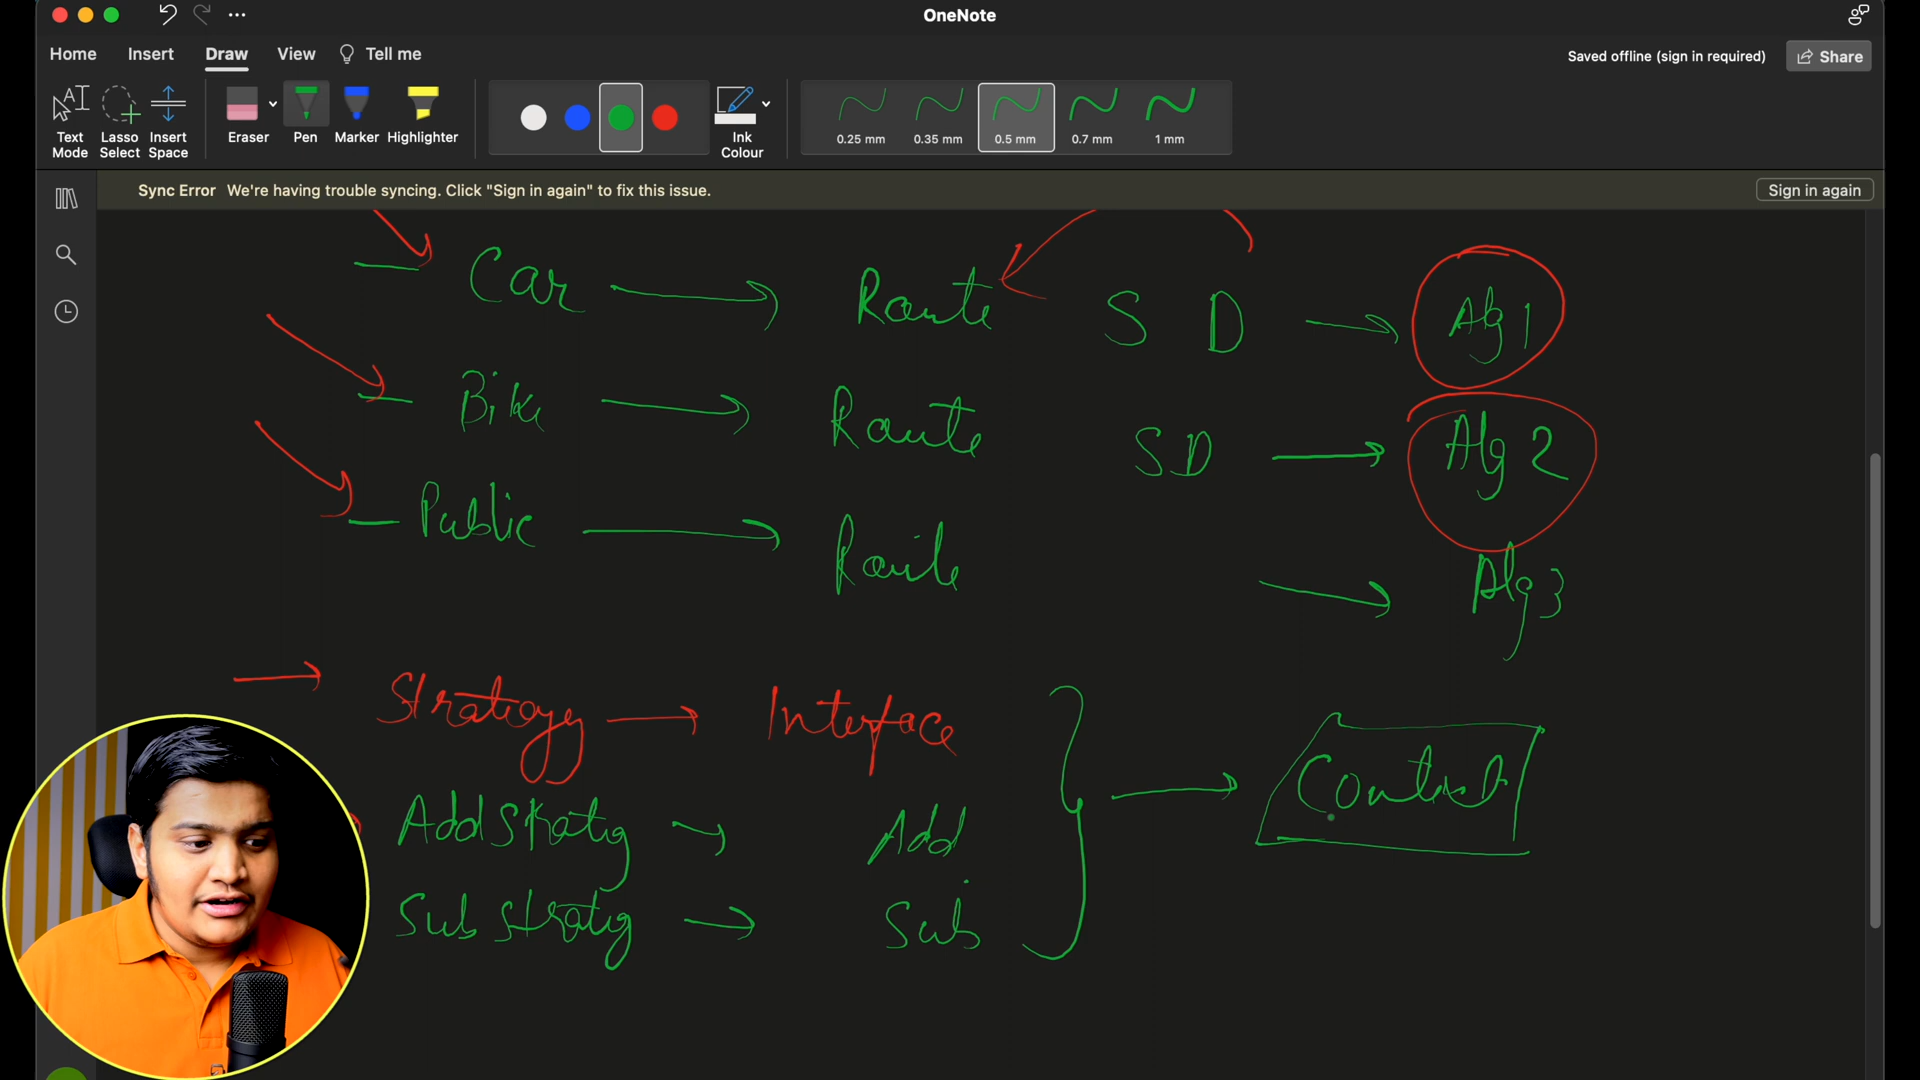 OneNote
Home Insert Draw View Tell me
Saved offline (sign in required) Share
Text Mode Lasso Select Insert Space Eraser Pen Marker Highlighter Ink Colour 0.25 mm 0.35 mm 0.5 mm 0.7 mm 1 mm
Sync Error We're having trouble syncing. Click "Sign in again" to fix this issue. Sign in again
Car → Route S D → Alg 1
Bike → Route SD → Alg 2
Public → Route → Alg 3
→ Strategy → Interface
Add Strateg → Add
Sub Strateg → Sub
→ Context